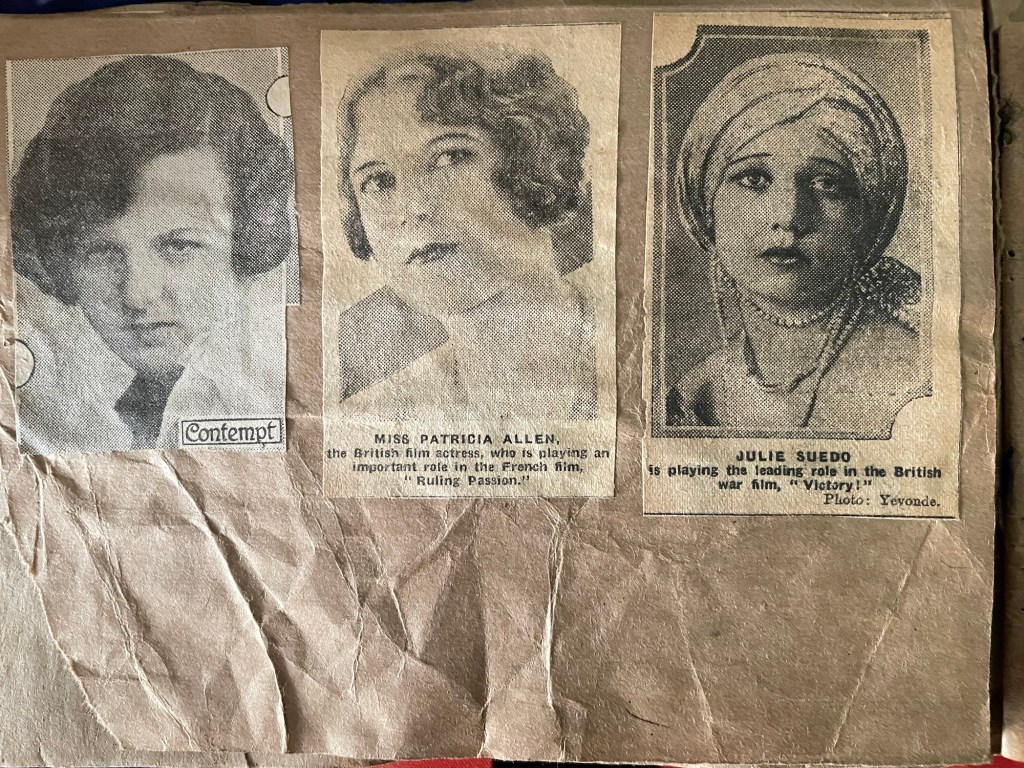 Contempt
MISS PATRICIA ALLEN,
the British film actress, who is playing an
important role in the French film,
"Ruling Passion."
JULIE SUEDO
is playing the leading role in the British
war film, "Victory!"
Photo: Yevonde.